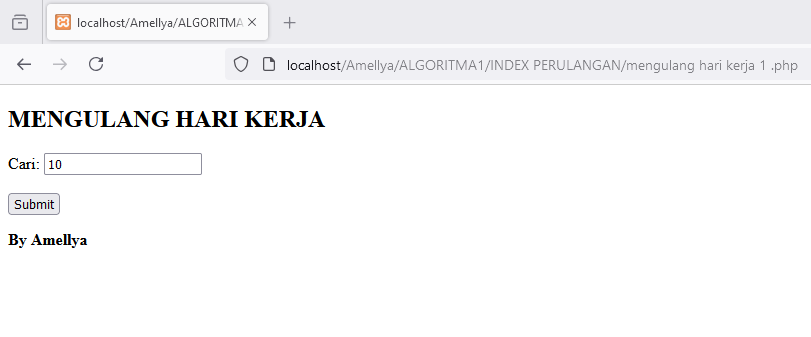 localhost/Amellya/ALGORITMA
localhost/Amellya/ALGORITMA1/INDEX PERULANGAN/mengulang hari kerja 1 .php
MENGULANG HARI KERJA
Cari: 10
Submit
By Amellya